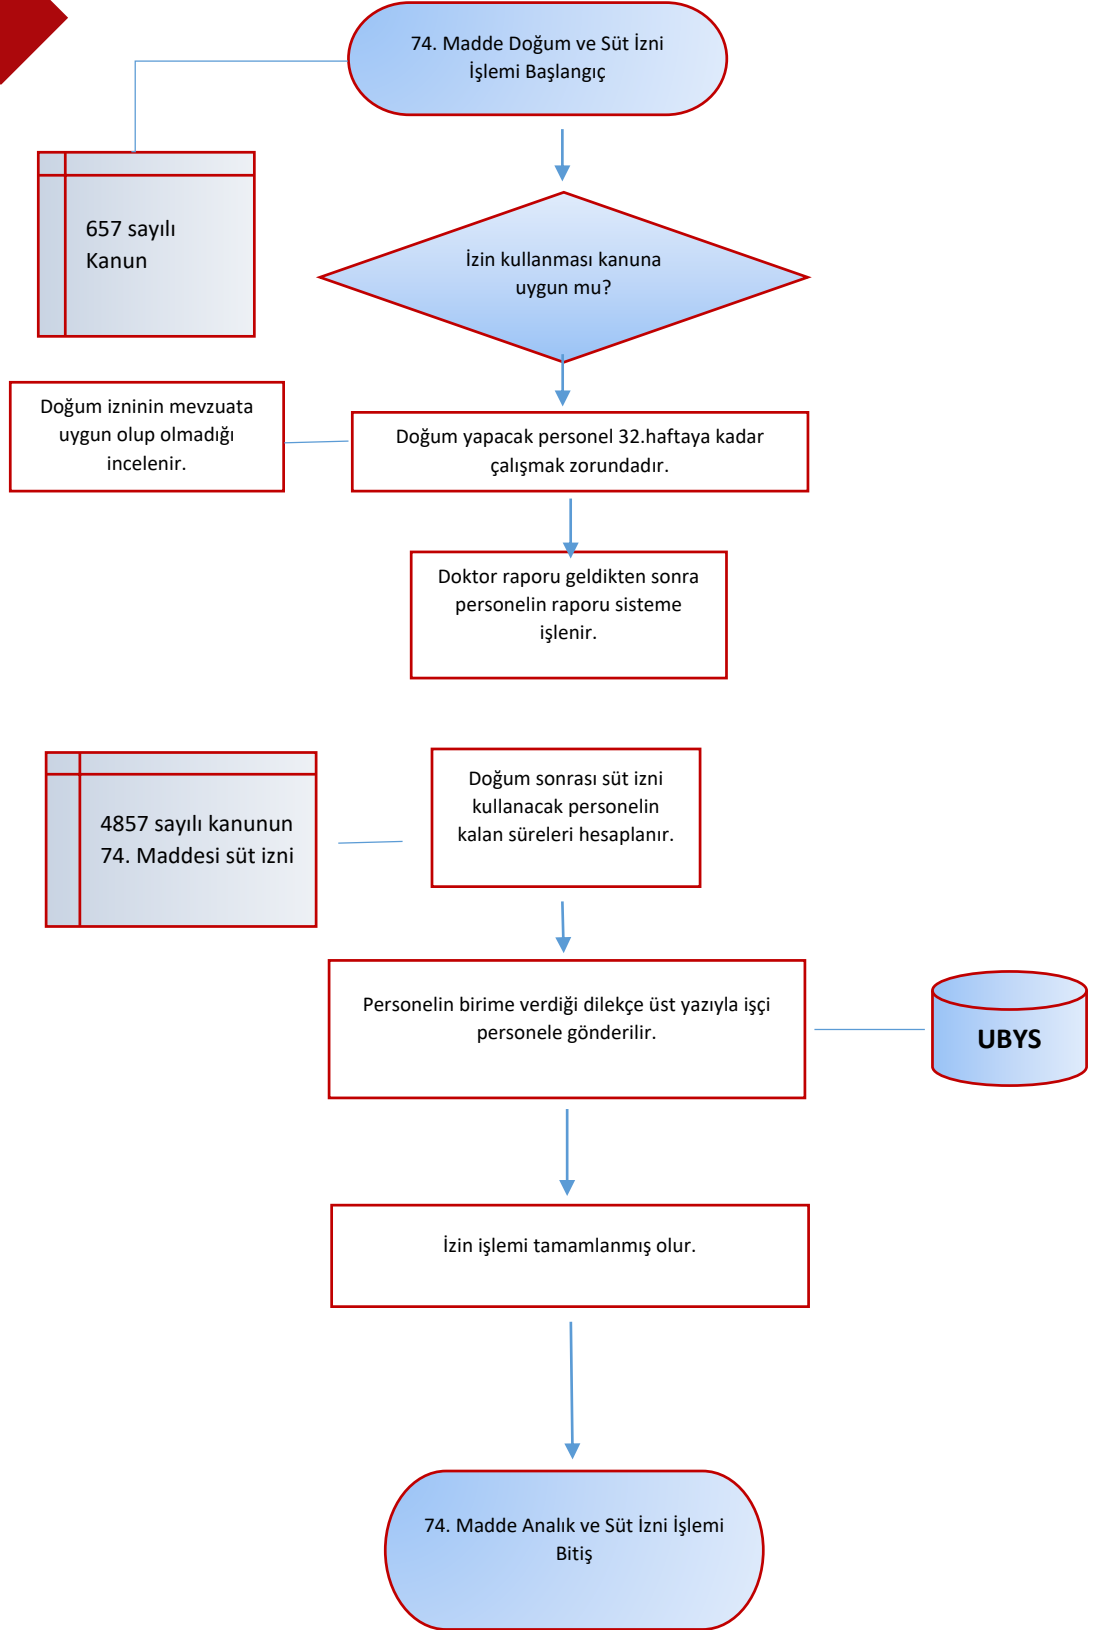 74. Madde Doğum ve Süt İzni
İşlemi Başlangıç
657 sayılı
Kanun
İzin kullanması kanuna
uygun mu?
Doğum izninin mevzuata
uygun olup olmadığı
incelenir.
Doğum yapacak personel 32.haftaya kadar
çalışmak zorundadır.
Doktor raporu geldikten sonra
personelin raporu sisteme
işlenir.
4857 sayılı kanunun
74. Maddesi süt izni
Doğum sonrası süt izni
kullanacak personelin
kalan süreleri hesaplanır.
Personelin birime verdiği dilekçe üst yazıyla işçi
personele gönderilir.
UBYS
İzin işlemi tamamlanmış olur.
74. Madde Analık ve Süt İzni İşlemi
Bitiş